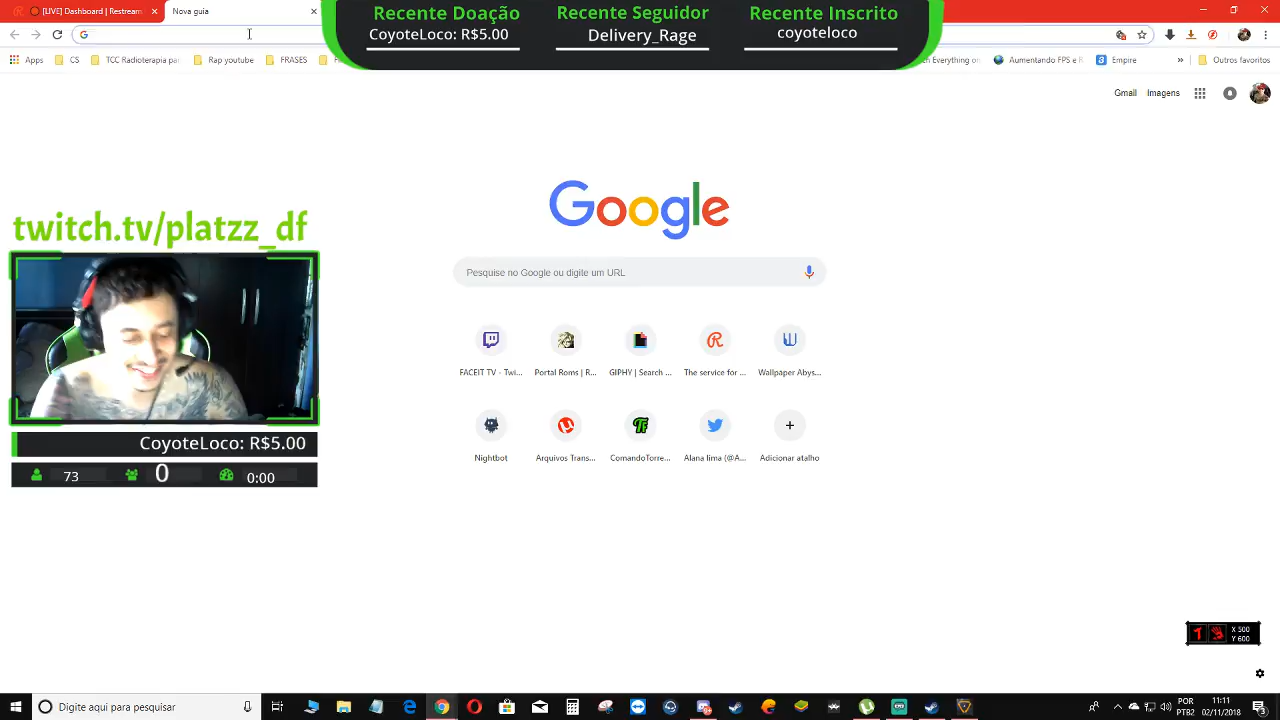 [LIVE] Dashboard | Restream
Nova guia
Recente Doação
CoyoteLoco: R$5.00
Recente Seguidor
Delivery_Rage
Recente Inscrito
coyoteloco
Apps
CS
TCC Radioterapia pa
Rap youtube
FRASES
Everything o
Aumentando FPS e R
Empire
Outros favoritos
Gmail
Imagens
twitch.tv/platzz_df
Google
Pesquise no Google ou digite um URL
FACEIT TV - Twi...
Portal Roms | R...
GIPHY | Search ...
The service for ...
Wallpaper Abys...
Nightbot
Arquivos Trans...
ComandoTorre...
Alana lima (@A...
Adicionar atalho
CoyoteLoco: R$5.00
73
0
0:00
X 500
Y 600
Digite aqui para pesquisar
POR
PTB2
11:11
02/11/2018